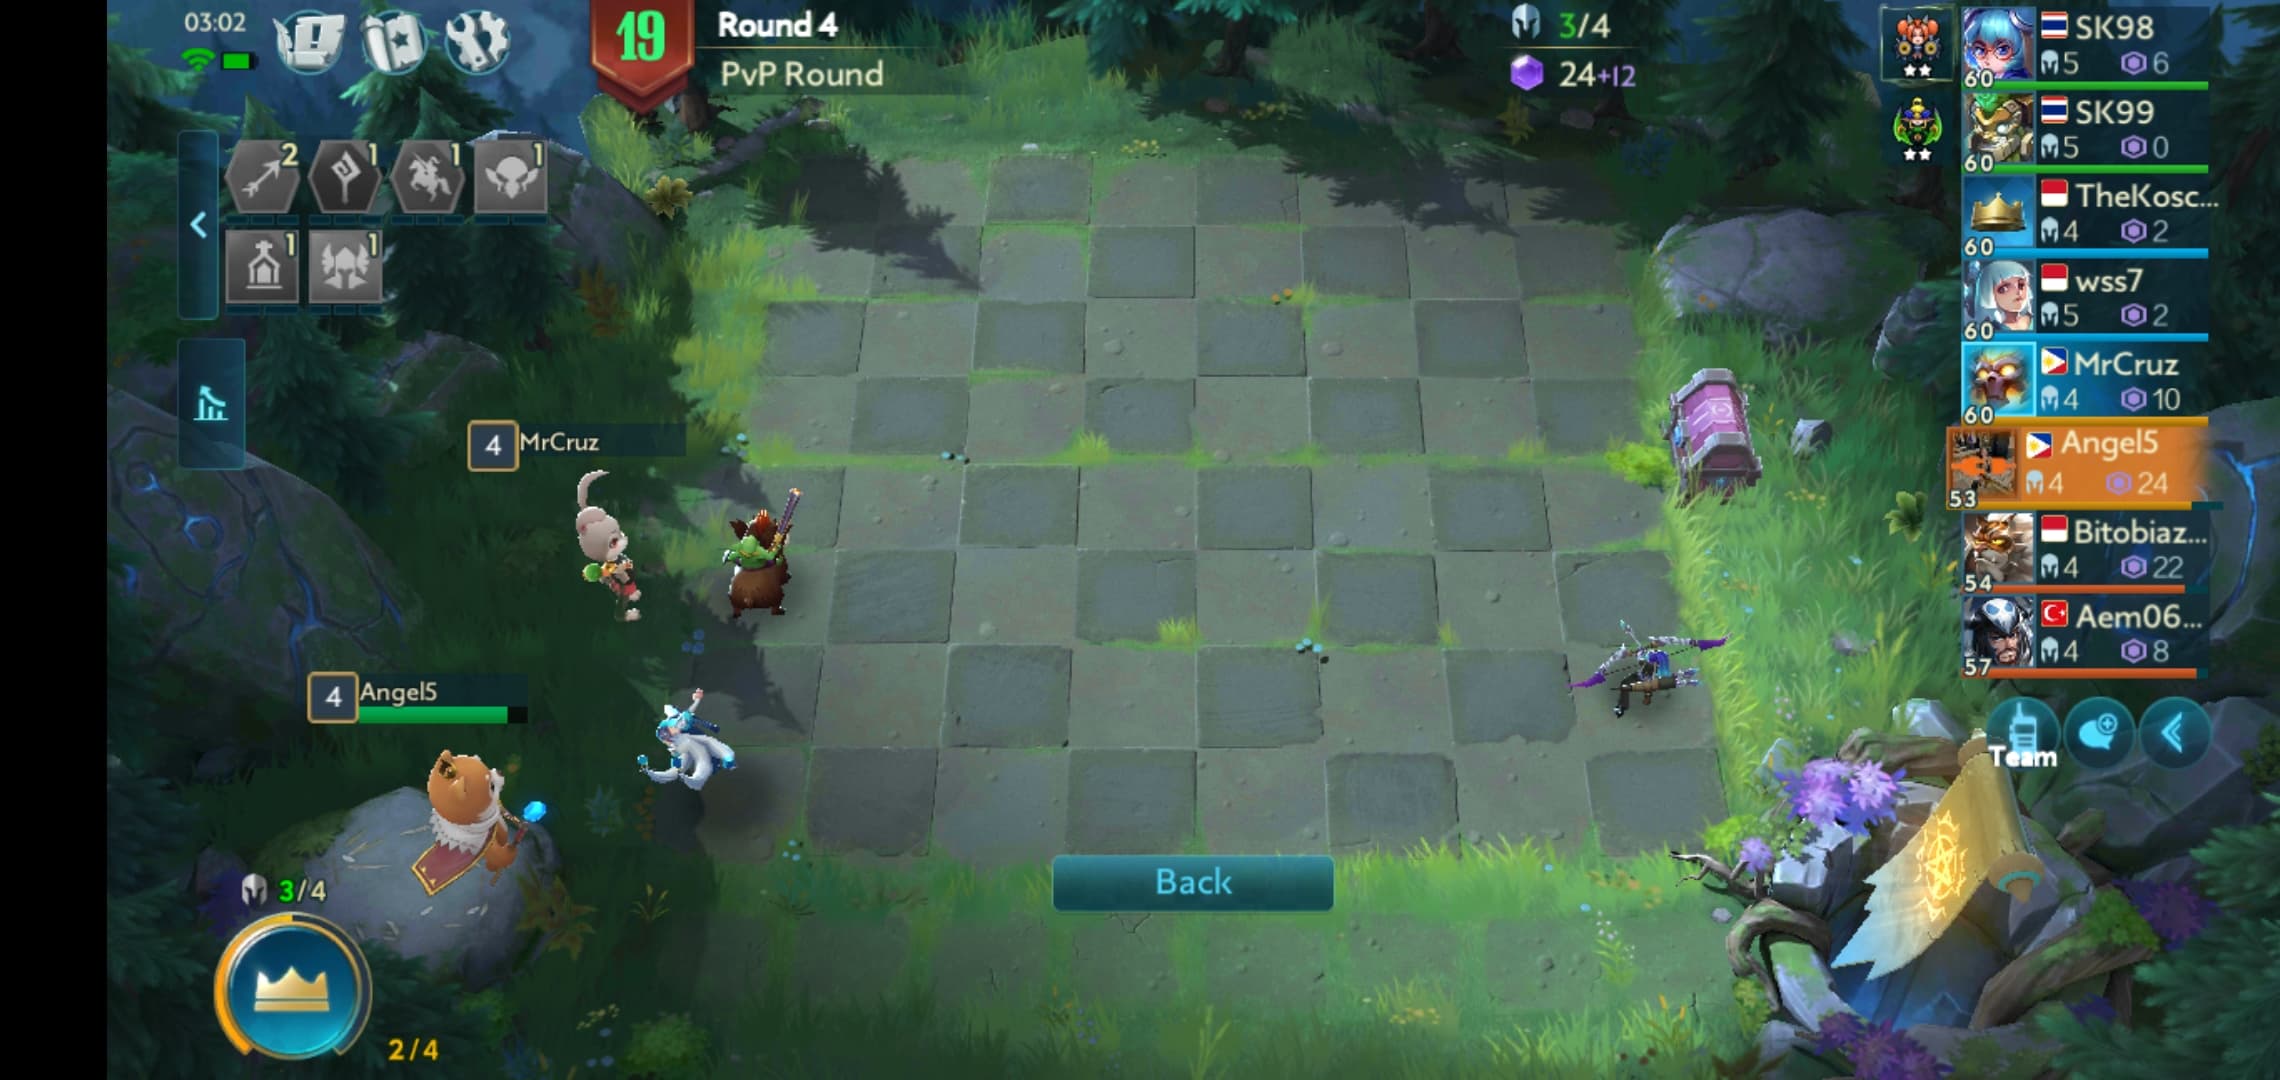 03:02
19
Round 4
PvP Round
3/4
24+12
2
1
1
1
1
1
SK98
5
6
60
SK99
5
0
60
TheKosc...
4
2
60
wss7
5
2
60
MrCruz
4
10
60
Angel5
4
24
53
Bitobiaz...
4
22
54
Aem06...
4
8
57
4 MrCruz
4 Angel5
Team
Back
3/4
2/4